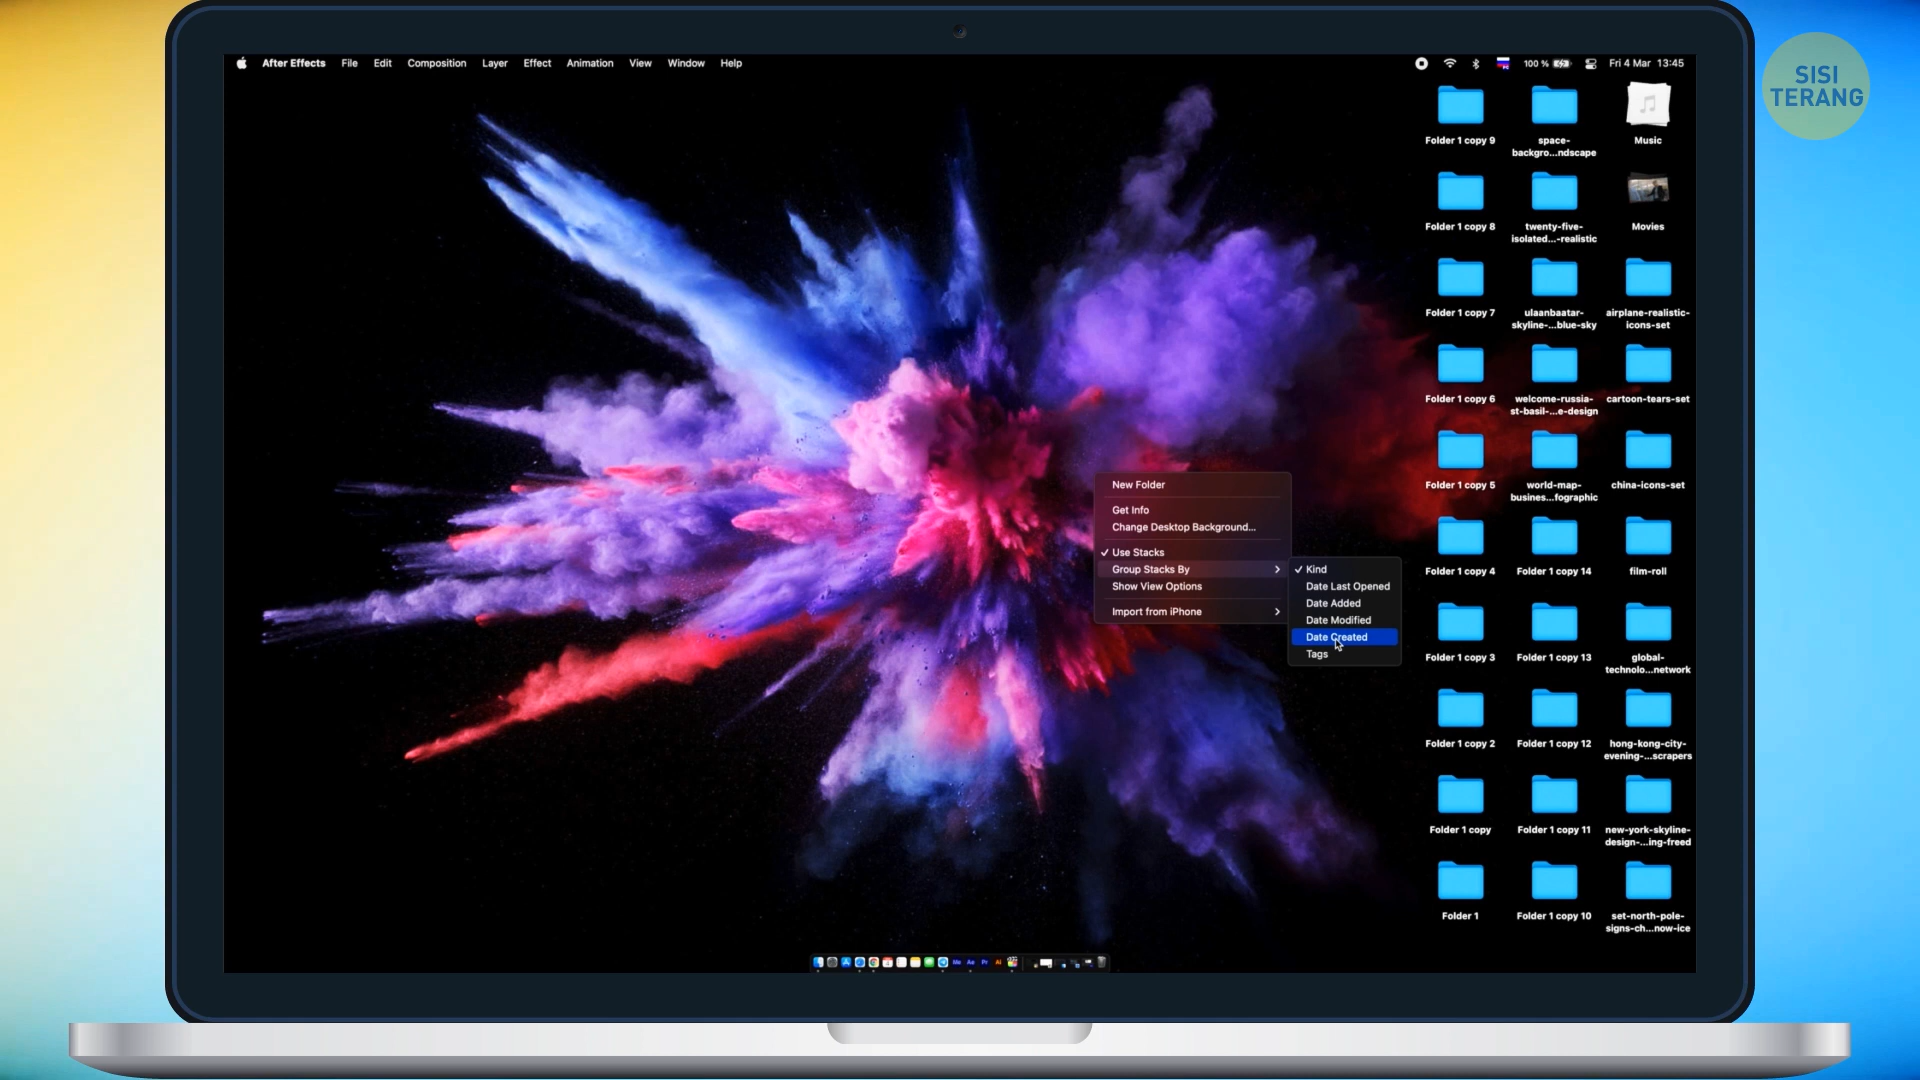 After Effects File Edit Composition Layer Effect Animation View Window Help
100 % Fri 4 Mar 13:45
SISI
TERANG
Folder 1 copy 9
space-
backgro...ndscape
Music
Folder 1 copy 8
twenty-five-
isolated...-realistic
Movies
Folder 1 copy 7
ulaanbaatar-
skyline-...blue-sky
airplane-realistic-
icons-set
Folder 1 copy 6
welcome-russia-
st-basil-...e-design
cartoon-tears-set
Folder 1 copy 5
world-map-
busines...fographic
china-icons-set
Folder 1 copy 4
Folder 1 copy 14
film-roll
Folder 1 copy 3
Folder 1 copy 13
global-
technolo...network
Folder 1 copy 2
Folder 1 copy 12
hong-kong-city-
evening-...scrapers
Folder 1 copy
Folder 1 copy 11
new-york-skyline-
design-...ing-freed
Folder 1
Folder 1 copy 10
set-north-pole-
signs-ch...now-ice
New Folder
Get Info
Change Desktop Background...
Use Stacks
Group Stacks By
Show View Options
Import from iPhone
Kind
Date Last Opened
Date Added
Date Modified
Date Created
Tags
Me Ae Pr Ai